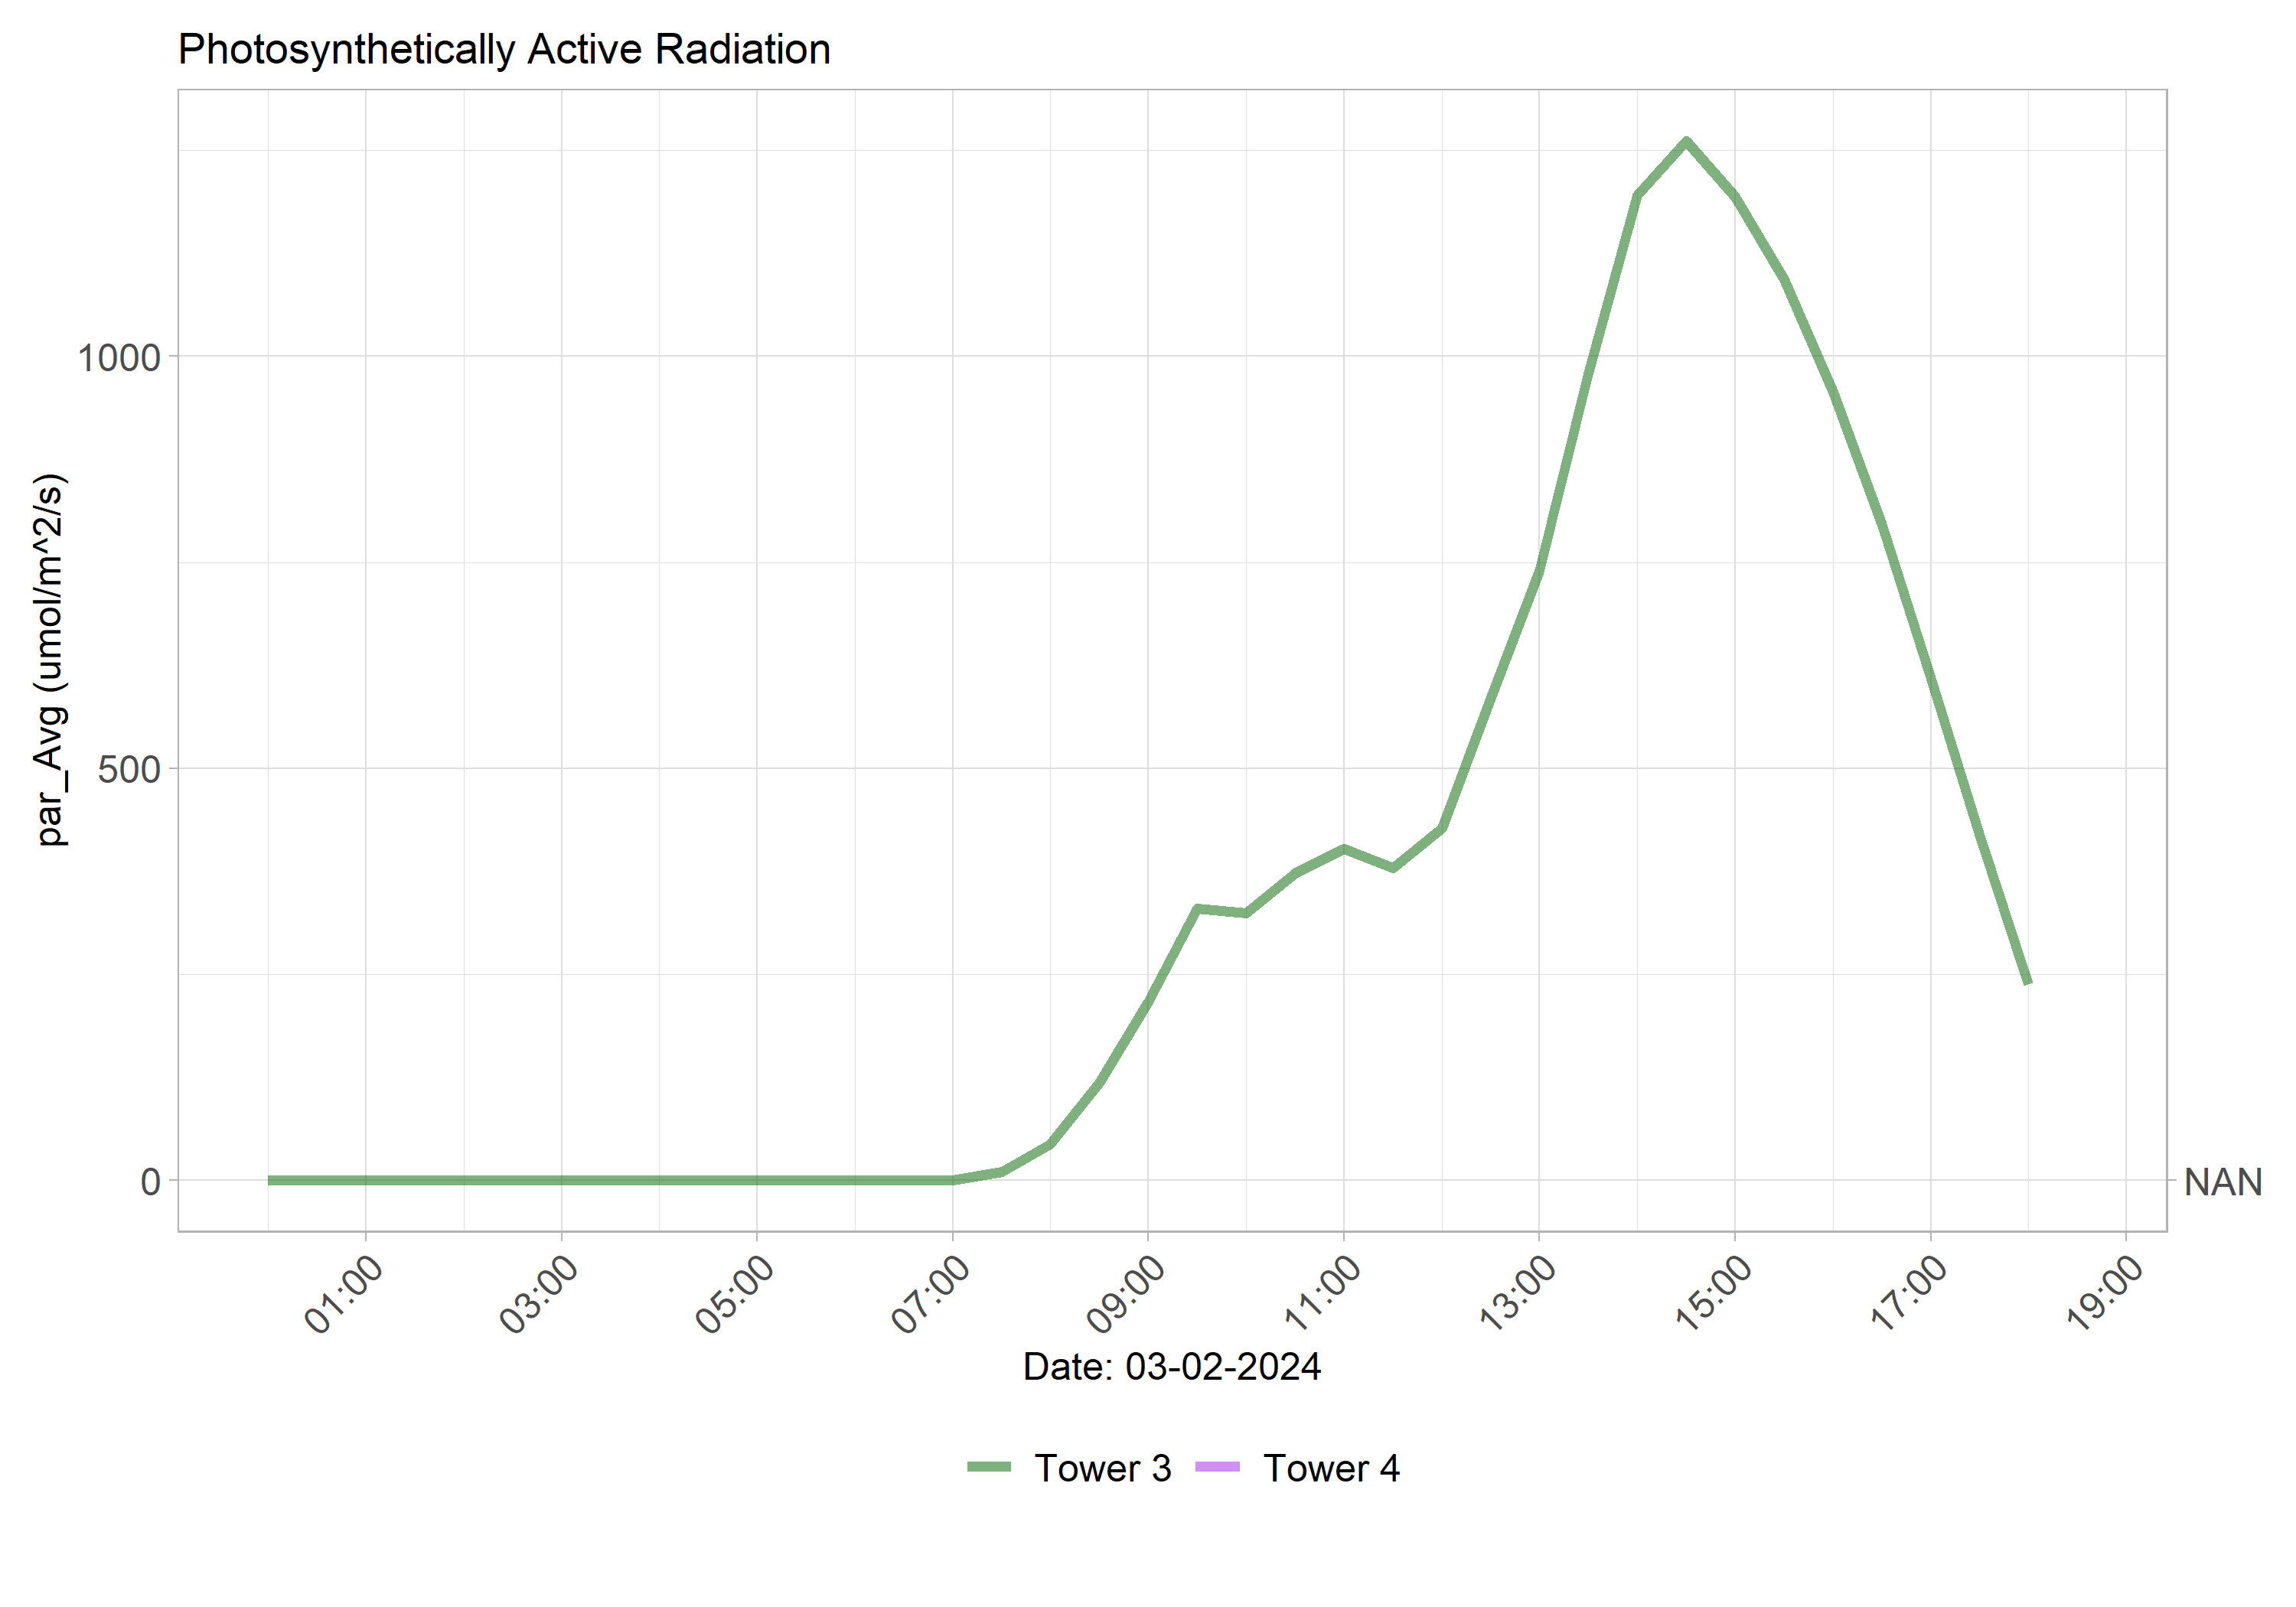 Photosynthetically Active Radiation
par_Avg (umol/m^2/s)
1000
500
0
NAN
01:00
03:00
05:00
07:00
09:00
11:00
13:00
15:00
17:00
19:00
Date: 03-02-2024
Tower 3
Tower 4